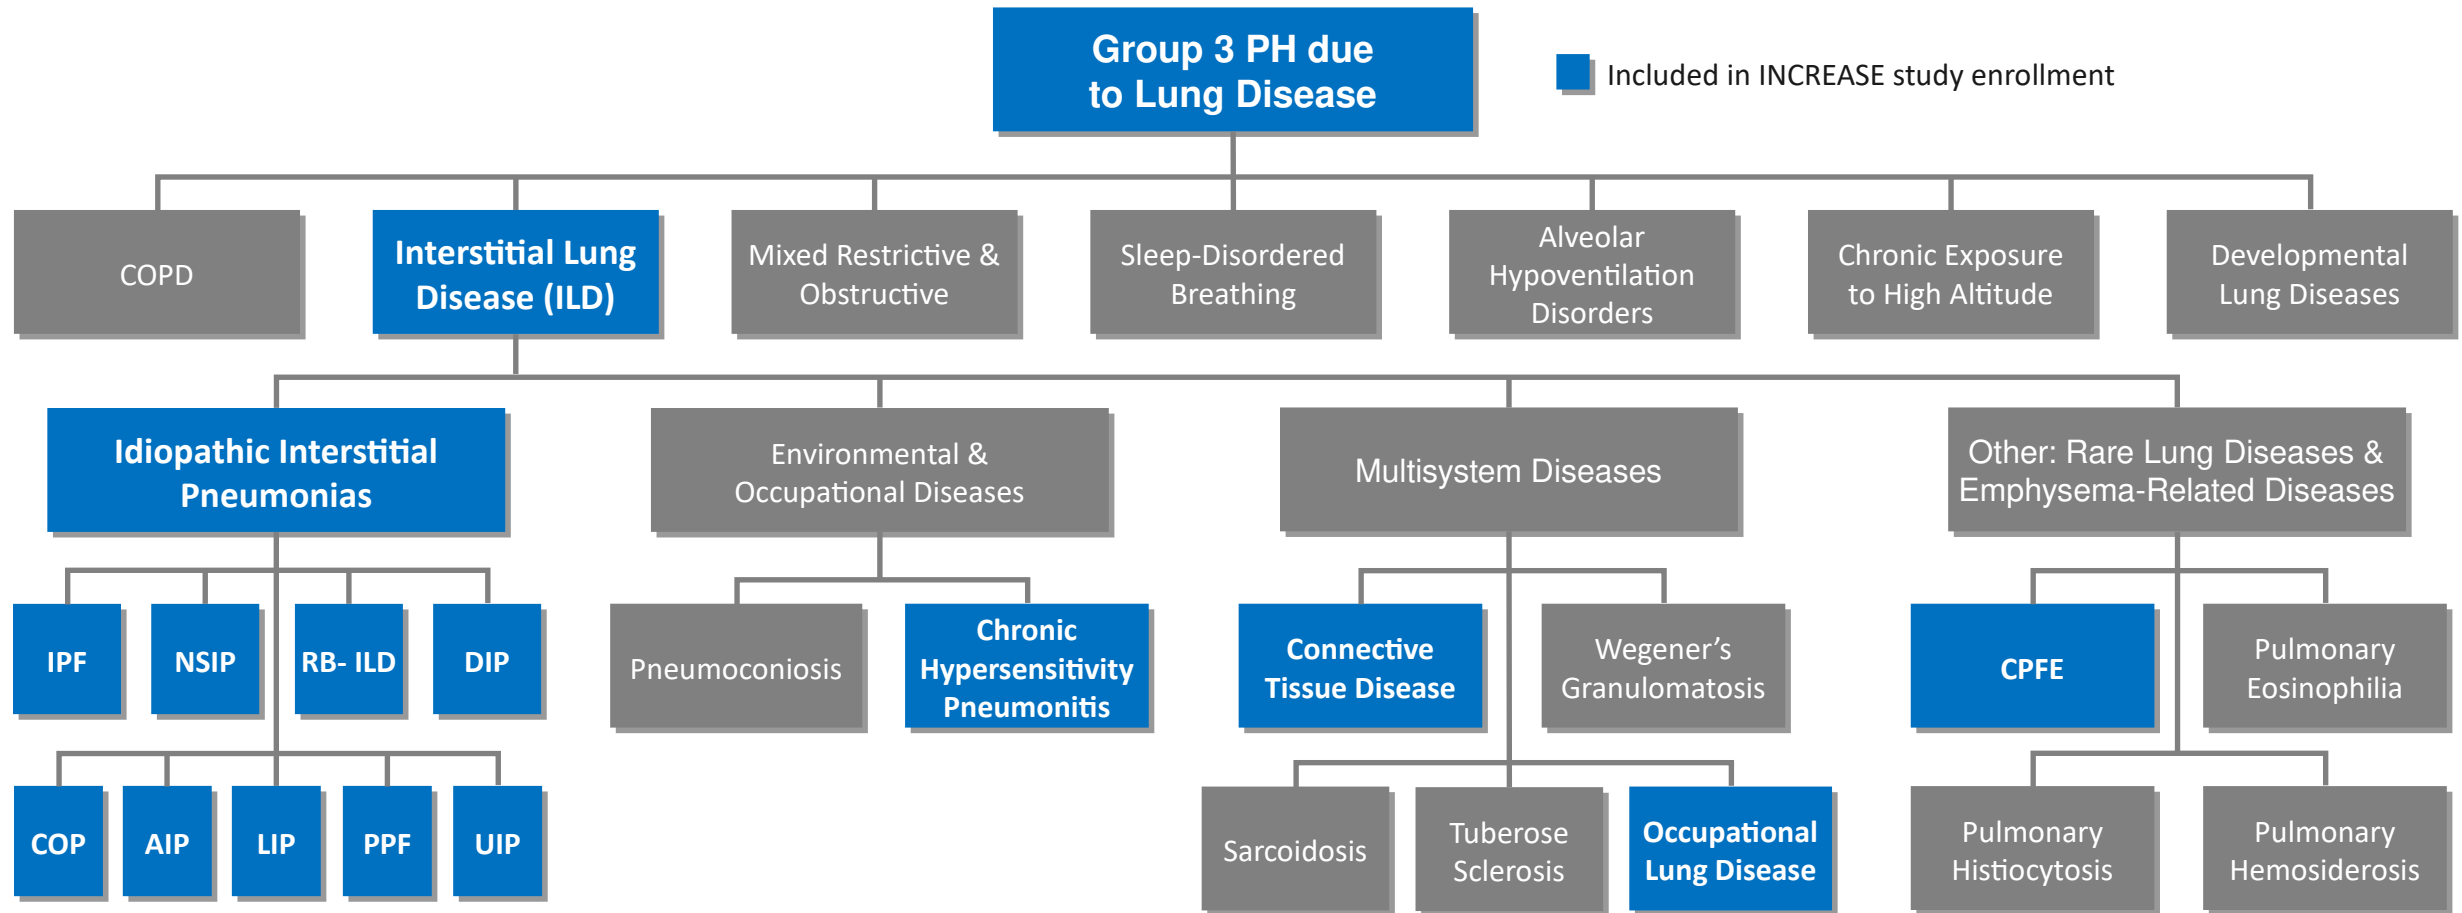 Group 3 PH due
to Lung Disease
Included in INCREASE study enrollment
COPD
Interstitial Lung
Disease (ILD)
Mixed Restrictive &
Obstructive
Sleep-Disordered
Breathing
Alveolar
Hypoventilation
Disorders
Chronic Exposure
to High Altitude
Developmental
Lung Diseases
Idiopathic Interstitial
Pneumonias
Environmental &
Occupational Diseases
Multisystem Diseases
Other: Rare Lung Diseases &
Emphysema-Related Diseases
IPF
NSIP
RB- ILD
DIP
Pneumoconiosis
Chronic
Hypersensitivity
Pneumonitis
Connective
Tissue Disease
Wegener’s
Granulomatosis
CPFE
Pulmonary
Eosinophilia
COP
AIP
LIP
PPF
UIP
Sarcoidosis
Tuberose
Sclerosis
Occupational
Lung Disease
Pulmonary
Histiocytosis
Pulmonary
Hemosiderosis